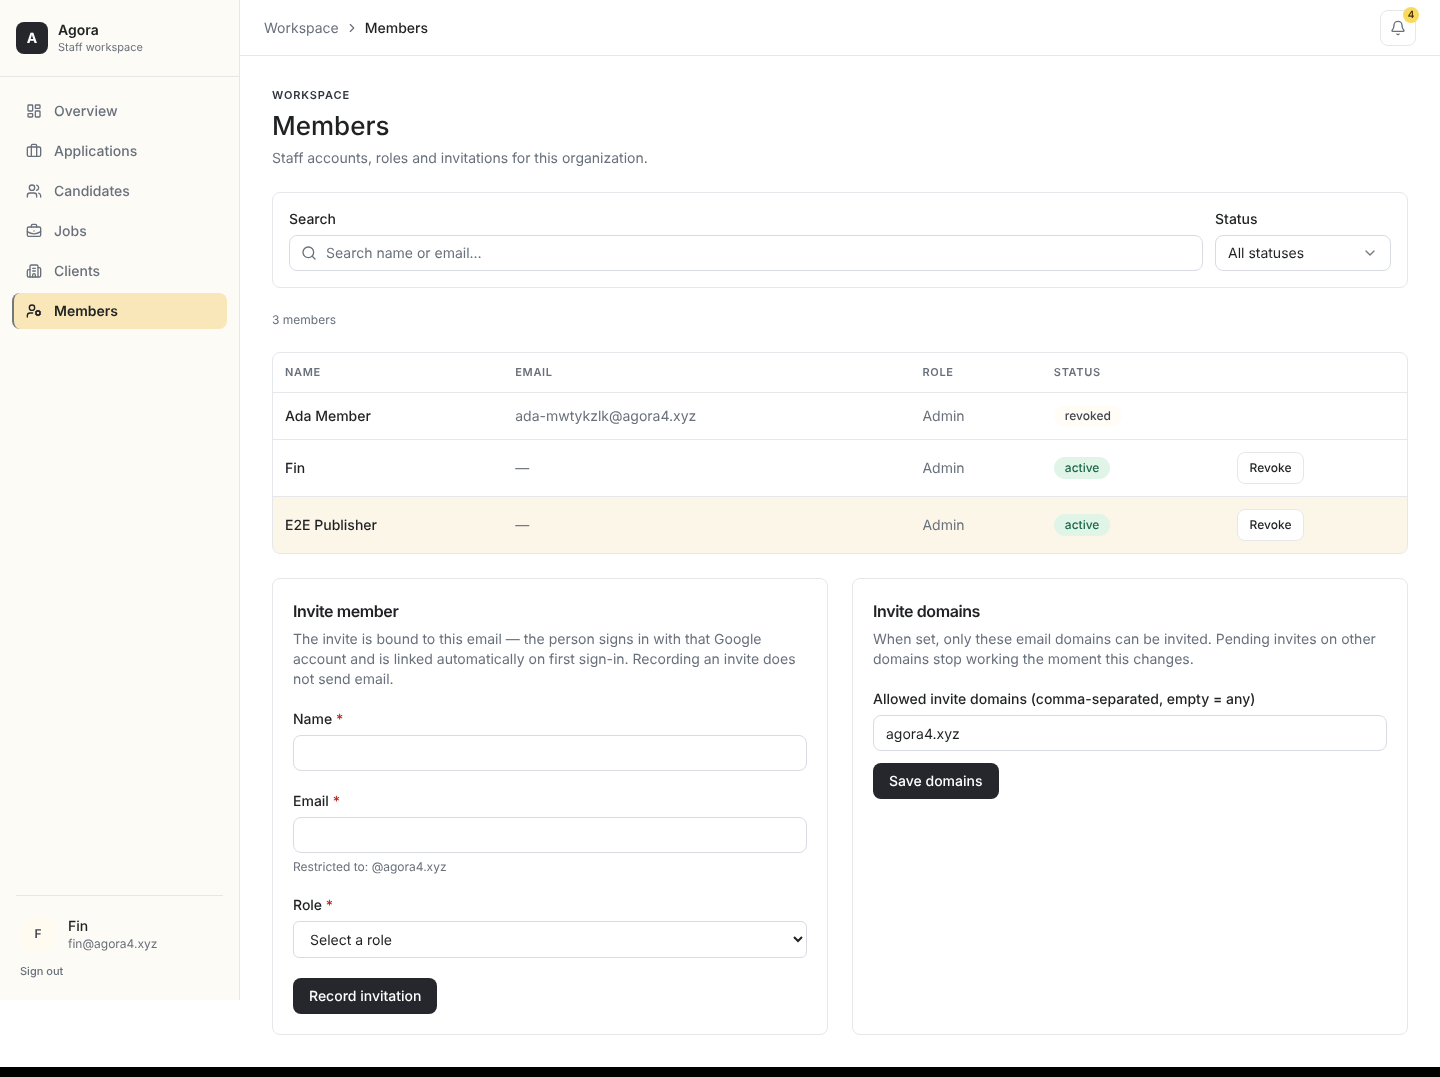 A
Agora
Staff workspace
Overview
Applications
Candidates
Jobs
Clients
Members
Fin
F
fin@agora4.xyz
Sign out
Workspace > Members
4
WORKSPACE
Members
Staff accounts, roles and invitations for this organization.
Search
Status
Search name or email...
All statuses
3 members
NAME EMAIL ROLE STATUS
Ada Member ada-mwtykzlk@agora4.xyz Admin revoked
Fin — Admin active Revoke
E2E Publisher — Admin active Revoke
Invite member
The invite is bound to this email — the person signs in with that Google
account and is linked automatically on first sign-in. Recording an invite does
not send email.
Name *
Email *
Restricted to: @agora4.xyz
Role *
Select a role
Record invitation
Invite domains
When set, only these email domains can be invited. Pending invites on other
domains stop working the moment this changes.
Allowed invite domains (comma-separated, empty = any)
agora4.xyz
Save domains